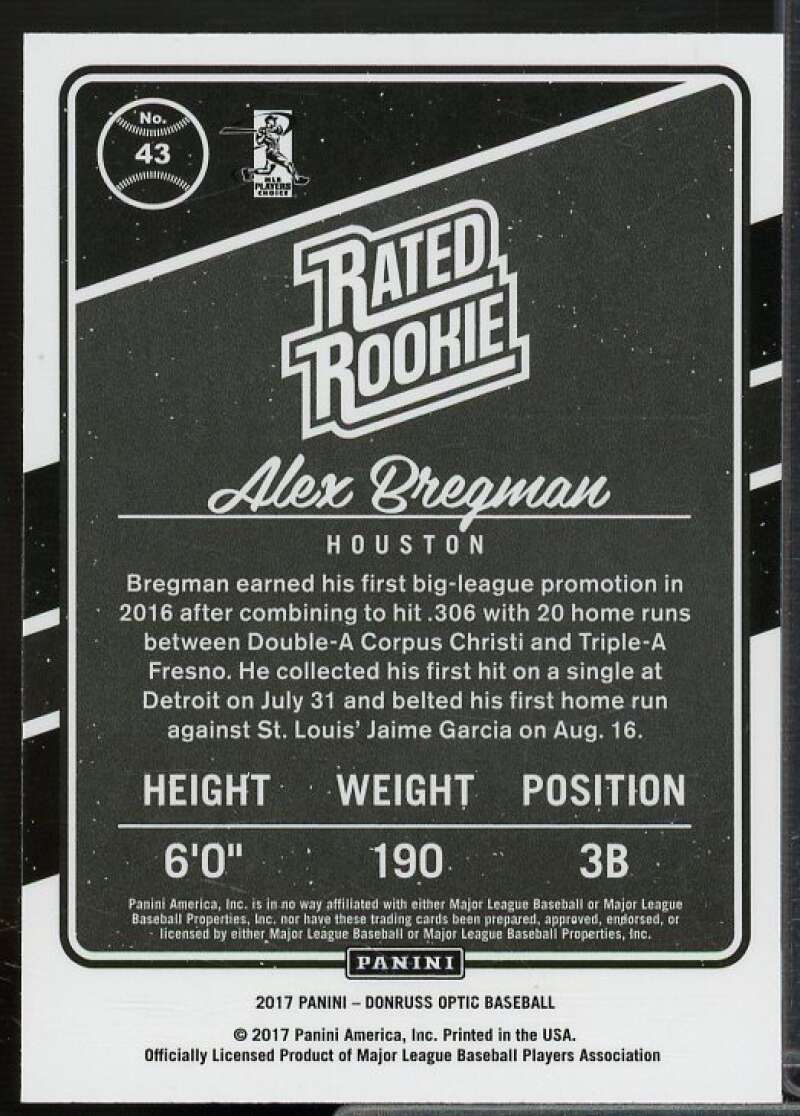 No.
43
MLB
PLAYERS
CHOICE
RATED
ROOKIE
Alex Bregman
HOUSTON
Bregman earned his first big-league promotion in
2016 after combining to hit .306 with 20 home runs
between Double-A Corpus Christi and Triple-A
Fresno. He collected his first hit on a single at
Detroit on July 31 and belted his first home run
against St. Louis' Jaime Garcia on Aug. 16.
HEIGHT WEIGHT POSITION
6'0" 190 3B
Panini America, Inc. is in no way affiliated with either Major League Baseball or Major League
Baseball Properties, Inc. nor have these trading cards been prepared, approved, endorsed, or
licensed by either Major League Baseball or Major League Baseball Properties, Inc.
PANINI
2017 PANINI – DONRUSS OPTIC BASEBALL
© 2017 Panini America, Inc. Printed in the USA.
Officially Licensed Product of Major League Baseball Players Association